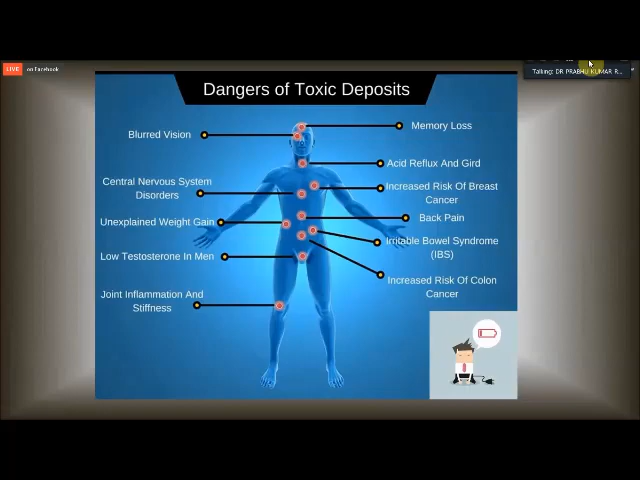 LIVE on Facebook
Talking: DR PRABHU KUMAR R...
Dangers of Toxic Deposits
Blurred Vision
Memory Loss
Acid Reflux And Gird
Central Nervous System
Disorders
Increased Risk Of Breast
Cancer
Unexplained Weight Gain
Back Pain
Irritable Bowel Syndrome
(IBS)
Low Testosterone In Men
Increased Risk Of Colon
Cancer
Joint Inflammation And
Stiffness